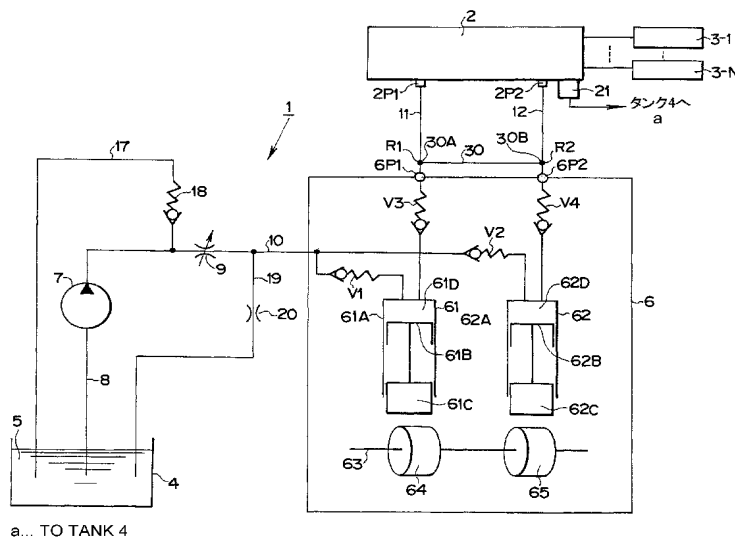 2
3-1
3-N
2P1
2P2
21
タンク4へ
a
11
12
1
17
R1
30A
30
30B
R2
6P1
6P2
18
V3
V4
10
V2
7
9
19
V1
61D
62D
6
20
61A
61
62A
62
61B
62B
8
61C
62C
5
63
4
64
65
a... TO TANK 4